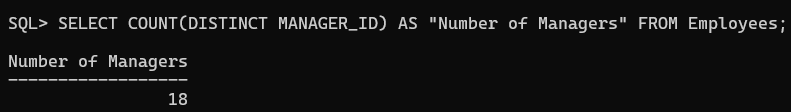 SQL> SELECT COUNT(DISTINCT MANAGER_ID) AS "Number of Managers" FROM Employees;
Number of Managers
------------------
18